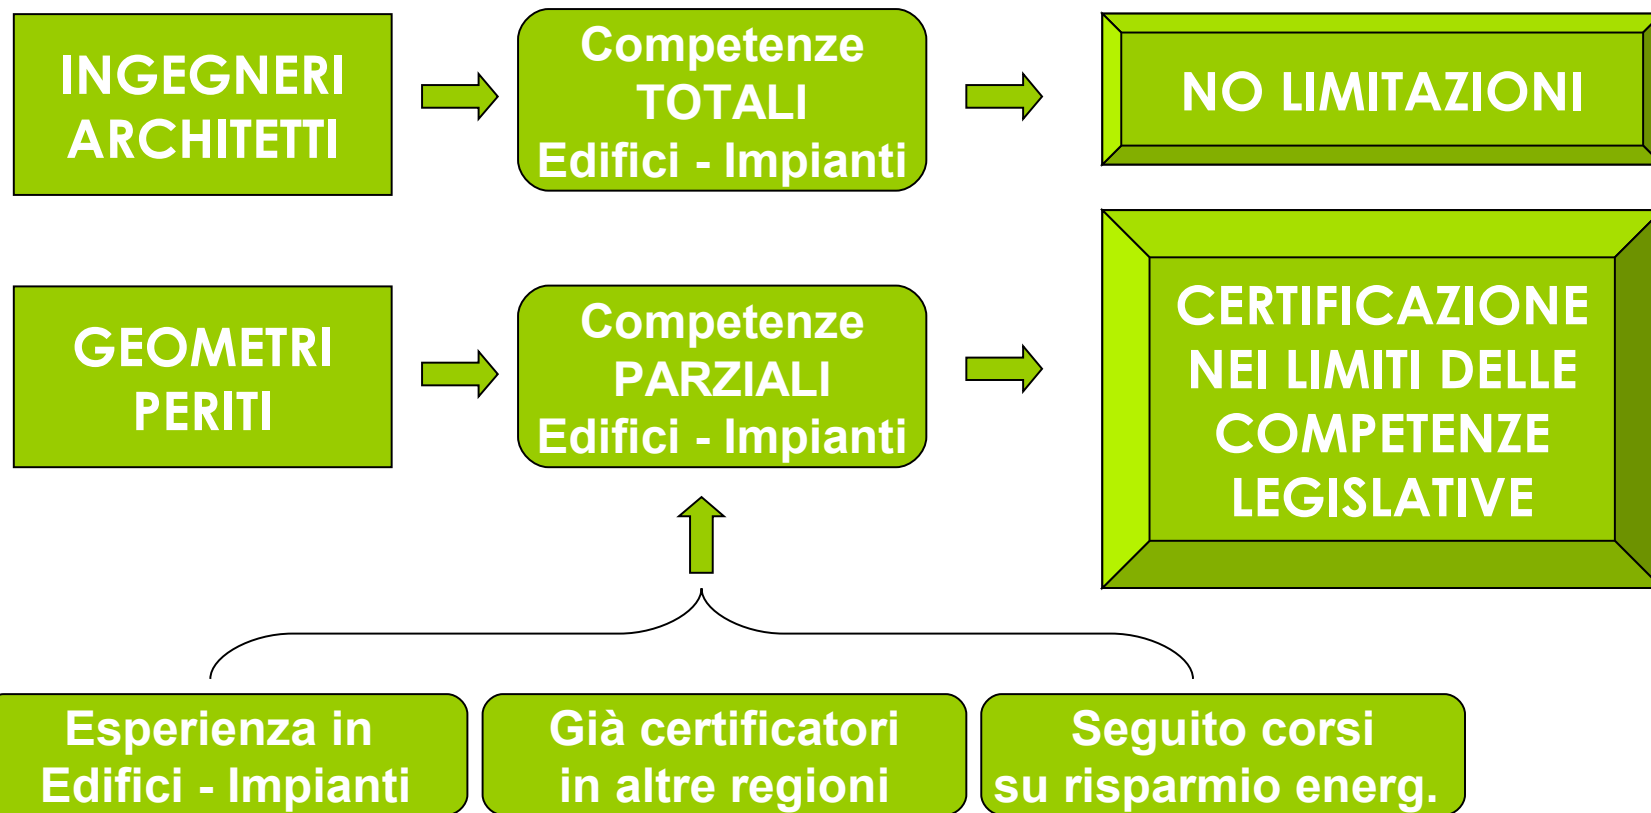 INGEGNERI
ARCHITETTI
Competenze
TOTALI
Edifici - Impianti
NO LIMITAZIONI
GEOMETRI
PERITI
Competenze
PARZIALI
Edifici - Impianti
CERTIFICAZIONE
NEI LIMITI DELLE
COMPETENZE
LEGISLATIVE
Esperienza in
Edifici - Impianti
Già certificatori
in altre regioni
Seguito corsi
su risparmio energ.